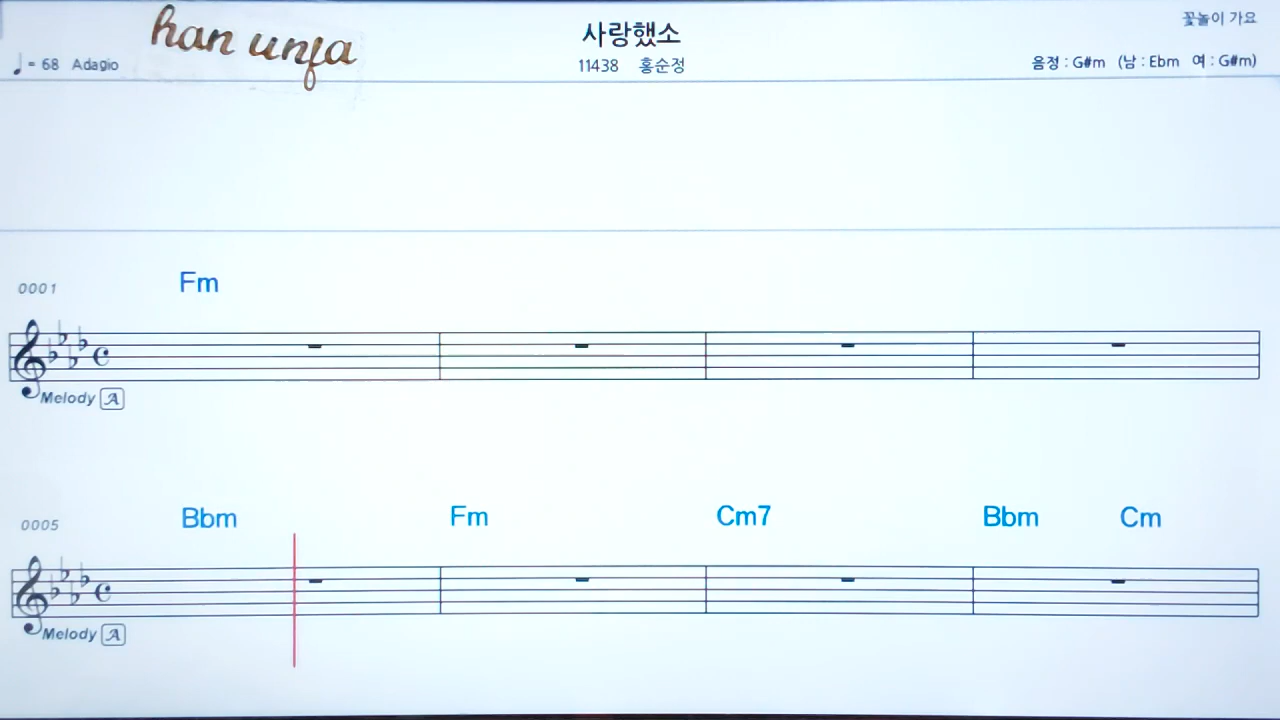 han unfa
사랑했소
꽃놀이 가요
♩= 68 Adagio
11438 홍순정
음정 : G#m (남 : Ebm 여 : G#m)
0001
Fm
Melody A
0005
Bbm Fm Cm7 Bbm Cm
Melody A